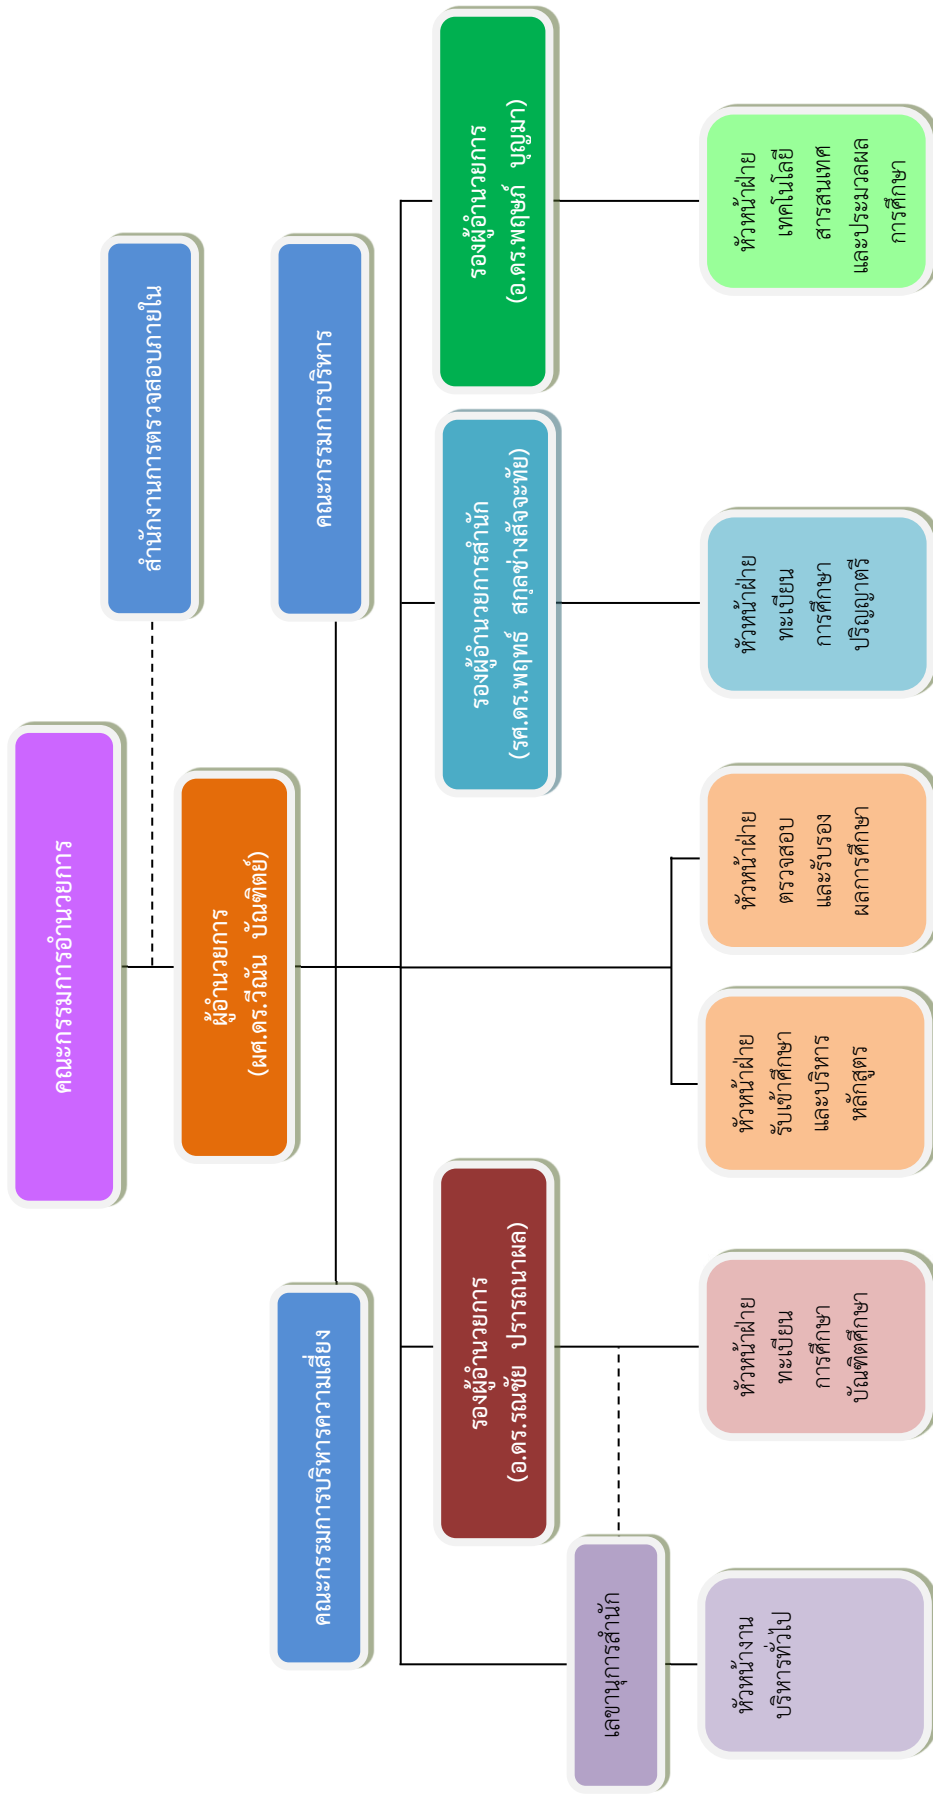 คณะกรรมการอำนวยการ
สำนักงานการตรวจสอบภายใน
ผู้อำนวยการ
(ผศ.ดร.วีณัน บัณฑิตย์)
คณะกรรมการบริหารความเสี่ยง
คณะกรรมการบริหาร
รองผู้อำนวยการ
(อ.ดร.รณชัย ปรารถนาผล)
รองผู้อำนวยการสำนัก
(รศ.ดร.พฤทธ์ สกุลช่างสัจจะทัย)
รองผู้อำนวยการ
(อ.ดร.พฤษภ์ บุญมา)
เลขานุการสำนัก
หัวหน้างาน
บริหารทั่วไป
หัวหน้าฝ่าย
ทะเบียน
การศึกษา
บัณฑิตศึกษา
หัวหน้าฝ่าย
รับเข้าศึกษา
และบริหาร
หลักสูตร
หัวหน้าฝ่าย
ตรวจสอบ
และรับรอง
ผลการศึกษา
หัวหน้าฝ่าย
ทะเบียน
การศึกษา
ปริญญาตรี
หัวหน้าฝ่าย
เทคโนโลยี
สารสนเทศ
และประมวลผล
การศึกษา